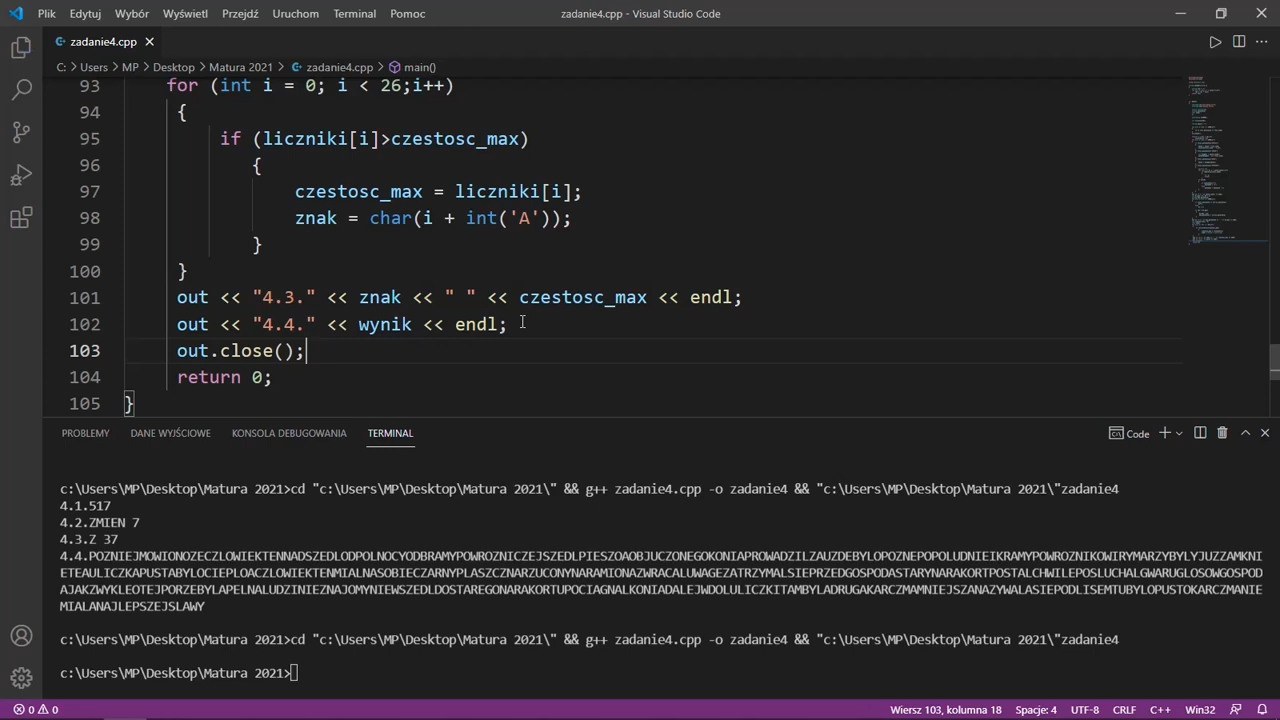 Plik Edytuj Wybór Wyświetl Przejdź Uruchom Terminal Pomoc zadanie4.cpp — Visual Studio Code
zadanie4.cpp
C: > Users > MP > Desktop > Matura 2021 > zadanie4.cpp > main()
93 for (int i = 0; i < 26;i++)
94 {
95 if (liczniki[i]>czestosc_max)
96 {
97 czestosc_max = liczniki[i];
98 znak = char(i + int('A'));
99 }
100 }
101 out << "4.3." << znak << " " << czestosc_max << endl;
102 out << "4.4." << wynik << endl;
103 out.close();
104 return 0;
105 }
PROBLEMY DANE WYJŚCIOWE KONSOLA DEBUGOWANIA TERMINAL Code
c:\Users\MP\Desktop\Matura 2021>cd "c:\Users\MP\Desktop\Matura 2021\" && g++ zadanie4.cpp -o zadanie4 && "c:\Users\MP\Desktop\Matura 2021\"zadanie4
4.1.517
4.2.ZMIEN 7
4.3.Z 37
4.4.POZNIEJMOWIONOZECZLOWIEKTENNADSZEDLODPOLNOCYODBRAMYPOWROZNICZEJSZEDLPIESZOAOBJUCZONEGOKONIAPROWADZILZAUZDEBYLOPOZNEPOPOLUDNIEIKRAMYPOWROZNIKOWIRYMARZYBYLYJUZZAMKNI
ETEAULICZKAPUSTABYLOCIEPLOACZLOWIEKTENMIALNASOBIECZARNYPLASZCZNARZUCONYNARAMIONAZWRACALUWAGEZATRZYMALSIEPRZEDGOSPODASTARYNARAKORTPOSTALCHWILEPOSLUCHALGWARUGLOSOWGOSPOD
AJAKZWYKLEOTEJPORZEBYLAPELNALUDZINIEZNAJOMYNIEWSZEDLDOSTAREGONARAKORTUPOCIAGNALKONIADALEJWDOLULICZKITAMBYLADRUGAKARCZMAMNIEJSZANAZYWALASIEPODLISEMTUBYLOPUSTOKARCZMANIE
MIALANAJLEPSZEJSLAWY
c:\Users\MP\Desktop\Matura 2021>cd "c:\Users\MP\Desktop\Matura 2021\" && g++ zadanie4.cpp -o zadanie4 && "c:\Users\MP\Desktop\Matura 2021\"zadanie4
c:\Users\MP\Desktop\Matura 2021>
0 0 Wiersz 103, kolumna 18 Spacje: 4 UTF-8 CRLF C++ Win32